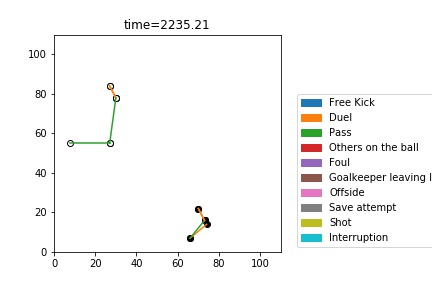 time=2235.21
100
80
60
40
20
0
0 20 40 60 80 100
Free Kick
Duel
Pass
Others on the ball
Foul
Goalkeeper leaving l
Offside
Save attempt
Shot
Interruption